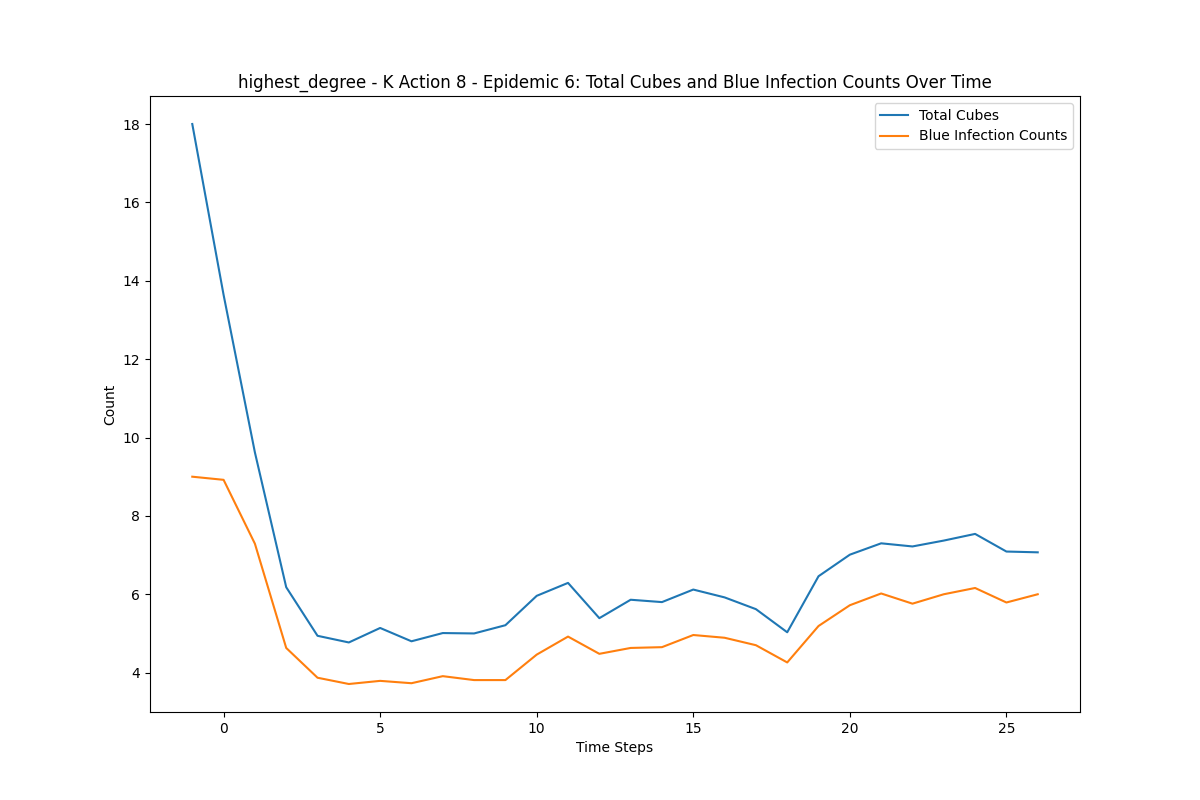 highest_degree - K Action 8 - Epidemic 6: Total Cubes and Blue Infection Counts Over Time
Total Cubes
Blue Infection Counts
18
16
14
12
10
8
6
4
Count
0 5 10 15 20 25
Time Steps